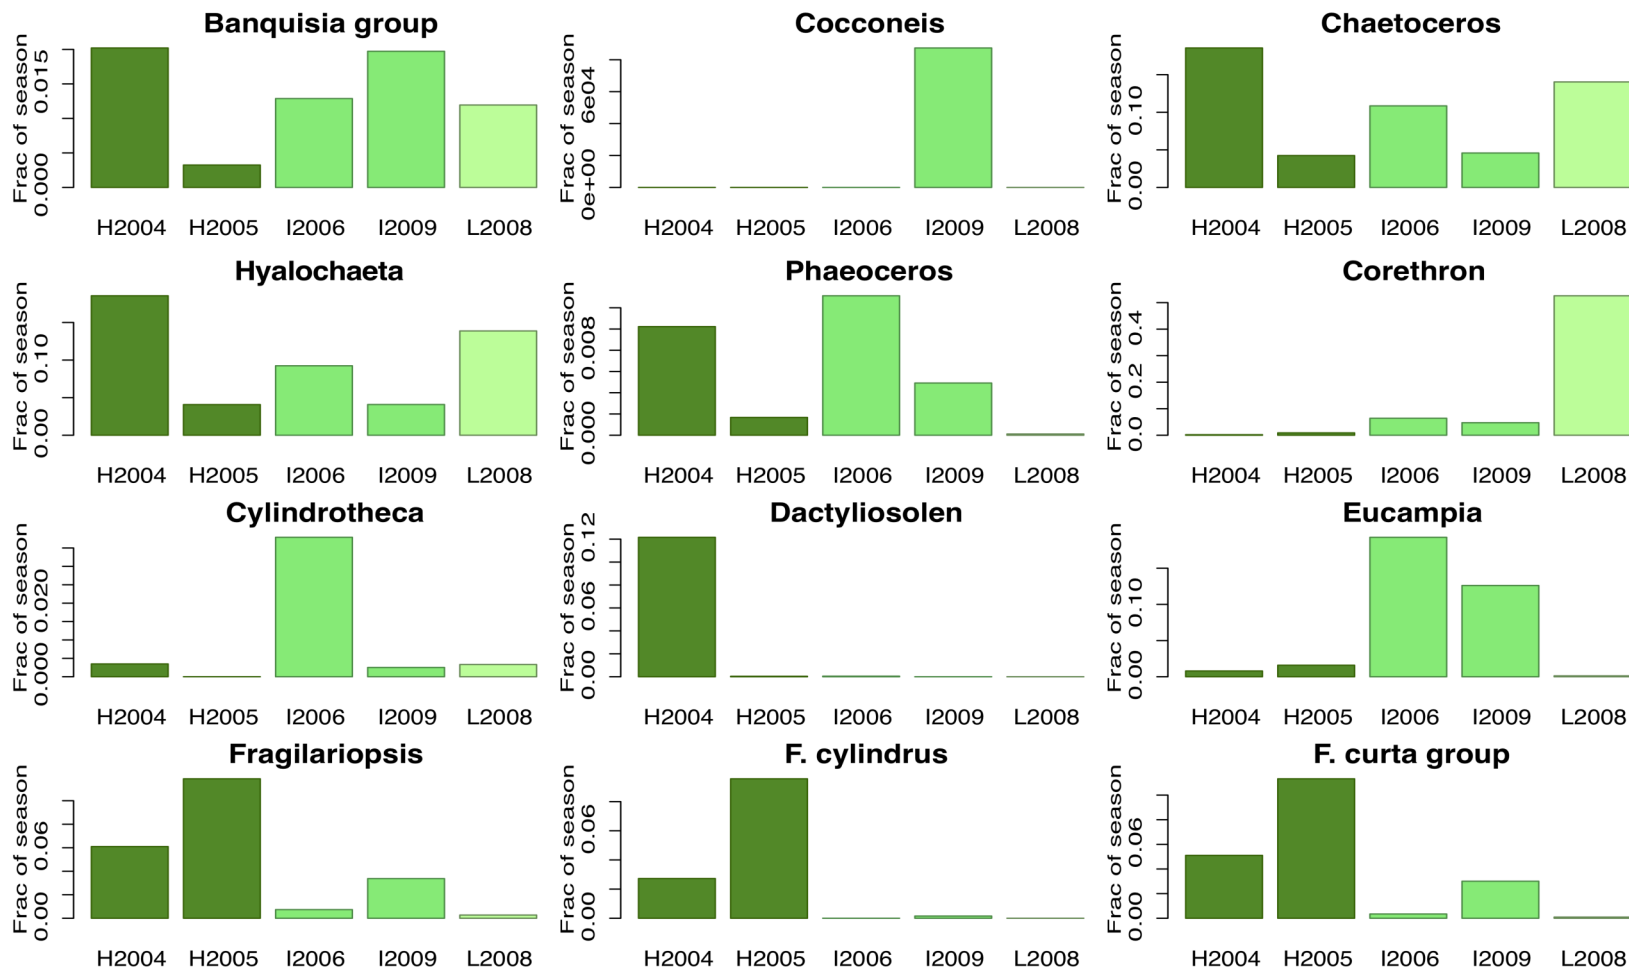 Banquisia group
Frac of season
0.000 0.015
H2004 H2005 I2006 I2009 L2008
Cocconeis
Frac of season
0e+00 6e04
H2004 H2005 I2006 I2009 L2008
Chaetoceros
Frac of season
0.00 0.10
H2004 H2005 I2006 I2009 L2008
Hyalochaeta
Frac of season
0.00 0.10
H2004 H2005 I2006 I2009 L2008
Phaeoceros
Frac of season
0.000 0.008
H2004 H2005 I2006 I2009 L2008
Corethron
Frac of season
0.0 0.2 0.4
H2004 H2005 I2006 I2009 L2008
Cylindrotheca
Frac of season
0.000 0.020
H2004 H2005 I2006 I2009 L2008
Dactyliosolen
Frac of season
0.00 0.06 0.12
H2004 H2005 I2006 I2009 L2008
Eucampia
Frac of season
0.00 0.10
H2004 H2005 I2006 I2009 L2008
Fragilariopsis
Frac of season
0.00 0.06
H2004 H2005 I2006 I2009 L2008
F. cylindrus
Frac of season
0.00 0.06
H2004 H2005 I2006 I2009 L2008
F. curta group
Frac of season
0.00 0.06
H2004 H2005 I2006 I2009 L2008